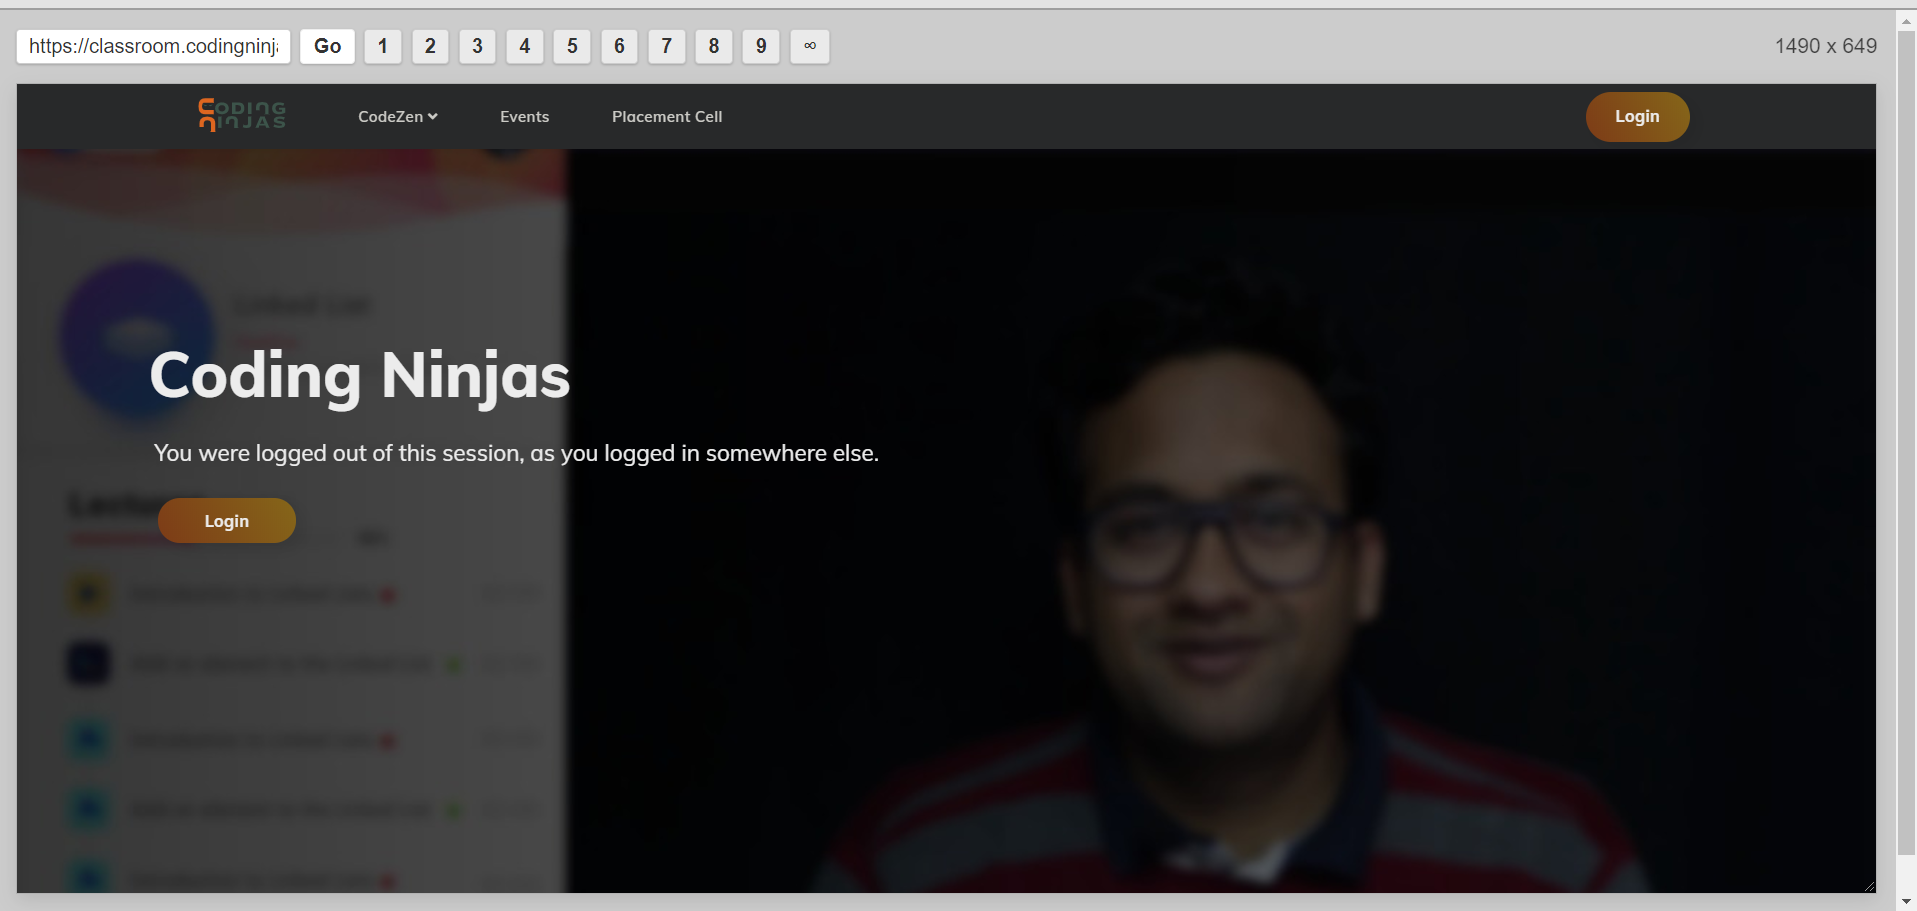 https://classroom.codingninj
Go 1 2 3 4 5 6 7 8 9 ∞
1490 x 649
CODING NINJAS
CodeZen
Events
Placement Cell
Login
Linked List
Coding Ninjas
You were logged out of this session, as you logged in somewhere else.
Login